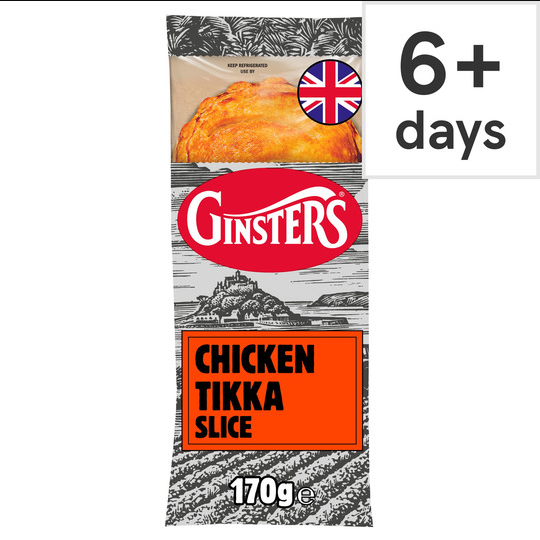 KEEP REFRIGERATED
USE BY
6+
days
GINSTERS®
CHICKEN
TIKKA
SLICE
170g e